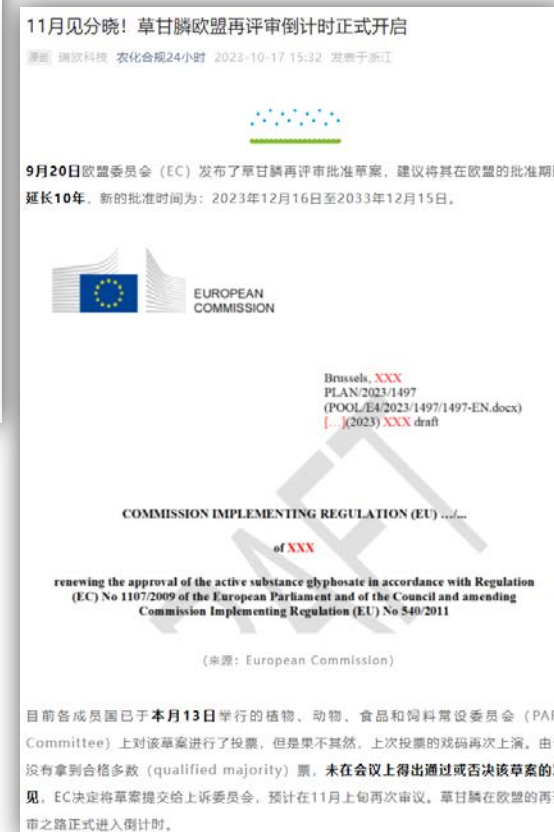 11月见分晓！草甘膦欧盟再评审倒计时正式开启
原创 瑞欧科技 农化合规24小时 2023-10-17 15:32 发表于浙江
9月20日欧盟委员会（EC）发布了草甘膦再评审批准草案，建议将其在欧盟的批准期
延长10年，新的批准时间为：2023年12月16日至2033年12月15日。
EUROPEAN
COMMISSION
Brussels, XXX
PLAN/2023/1497
(POOL/E4/2023/1497/1497-EN.docx)
[…](2023) XXX draft
COMMISSION IMPLEMENTING REGULATION (EU) …/...
of XXX
renewing the approval of the active substance glyphosate in accordance with Regulation
(EC) No 1107/2009 of the European Parliament and of the Council and amending
Commission Implementing Regulation (EU) No 540/2011
(来源：European Commission)
目前各成员国已于本月13日举行的植物、动物、食品和饲料常设委员会（PA
Committee）上对该草案进行了投票，但是果不其然，上次投票的戏码再次上演。由
没有拿到合格多数（qualified majority）票，未在会议上得出通过或否决该草案的
见，EC决定将草案提交给上诉委员会，预计在11月上旬再次审议。草甘膦在欧盟的再
审之路正式进入倒计时。